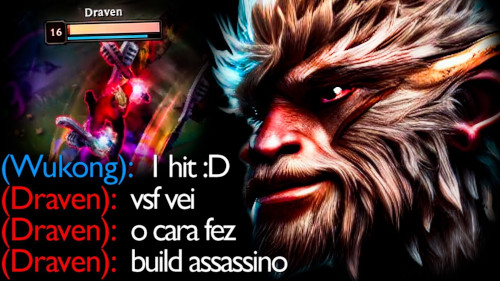 Draven
16
(Wukong): 1 hit :D
(Draven): vsf vei
(Draven): o cara fez
(Draven): build assassino